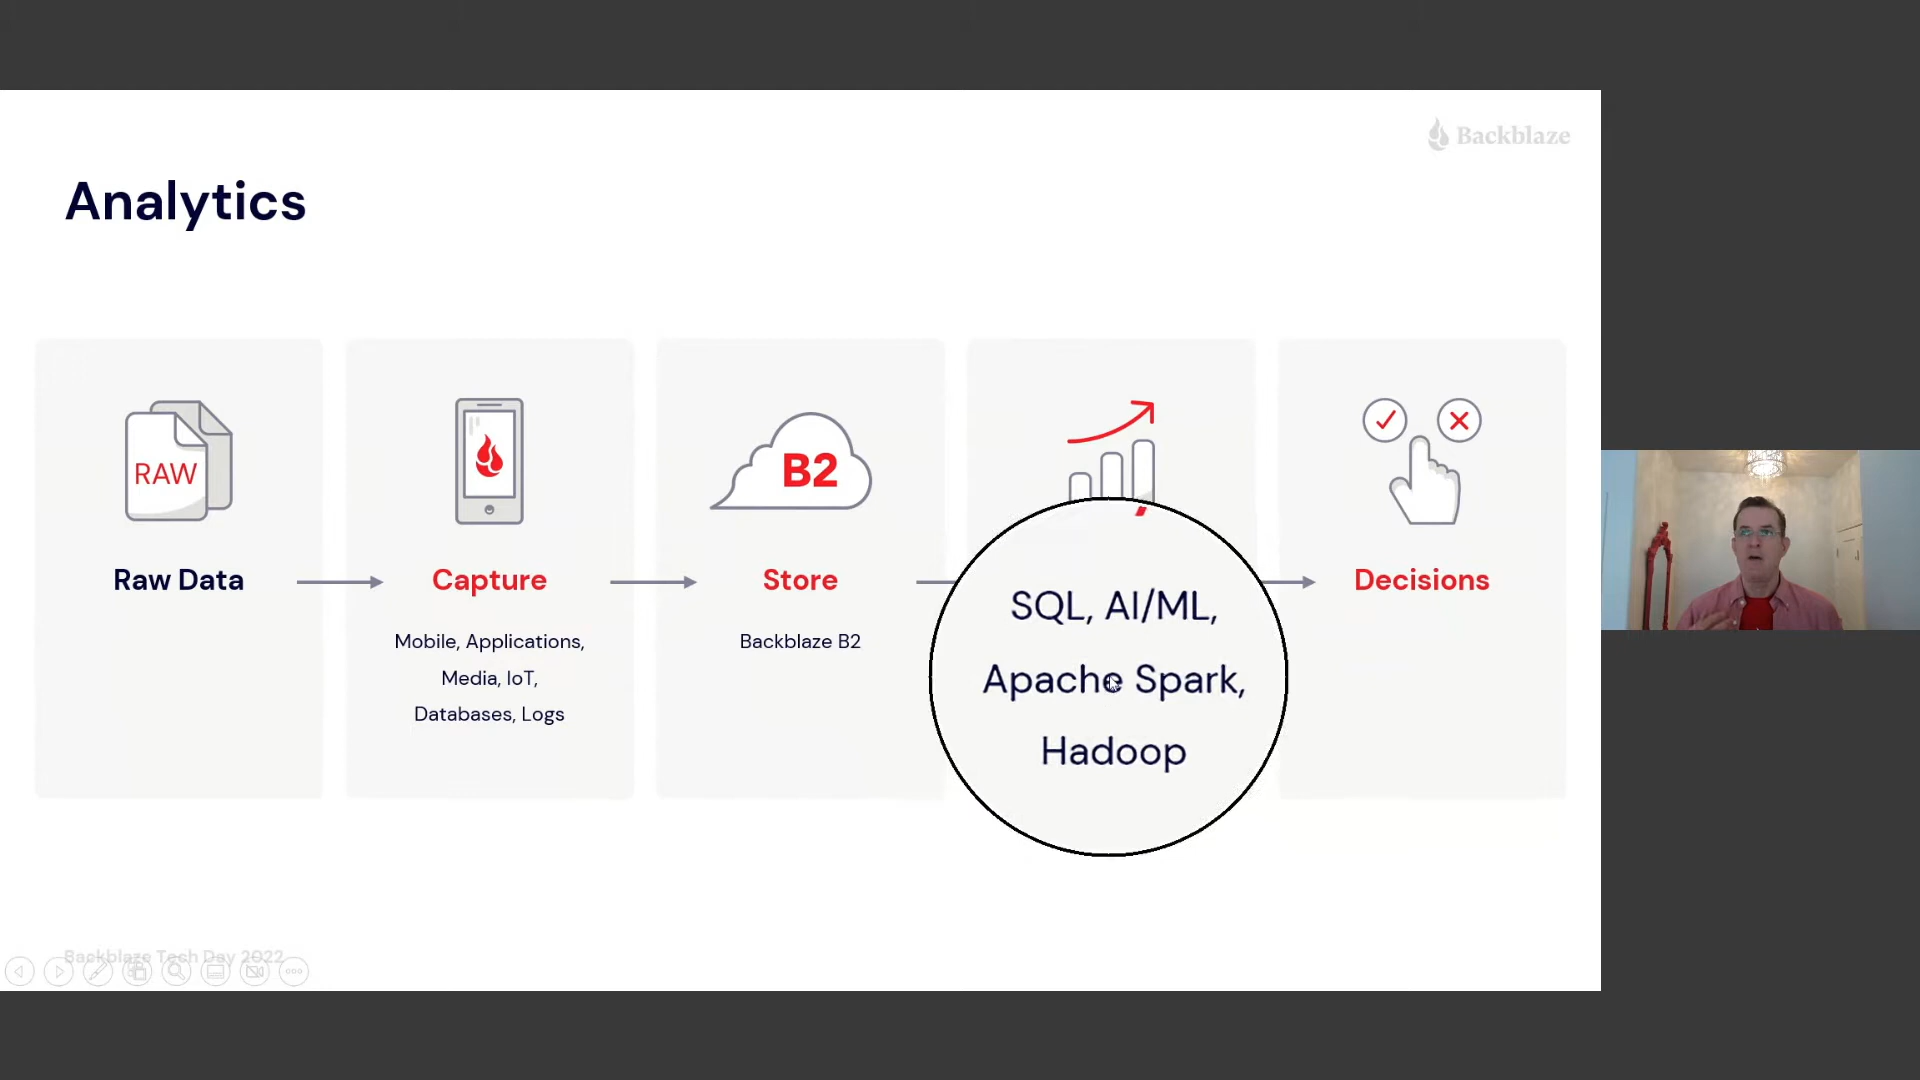 Backblaze
Analytics
RAW
B2
Raw Data
Capture
Store
Decisions
Mobile, Applications,
Media, IoT,
Databases, Logs
Backblaze B2
SQL, AI/ML,
Apache Spark,
Hadoop
Backblaze Tech Day 2022